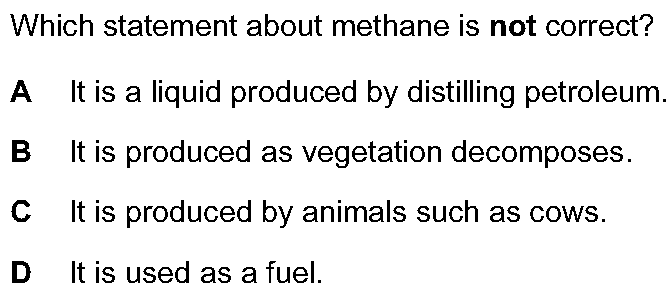 Which statement about methane is not correct?
A It is a liquid produced by distilling petroleum.
B It is produced as vegetation decomposes.
C It is produced by animals such as cows.
D It is used as a fuel.